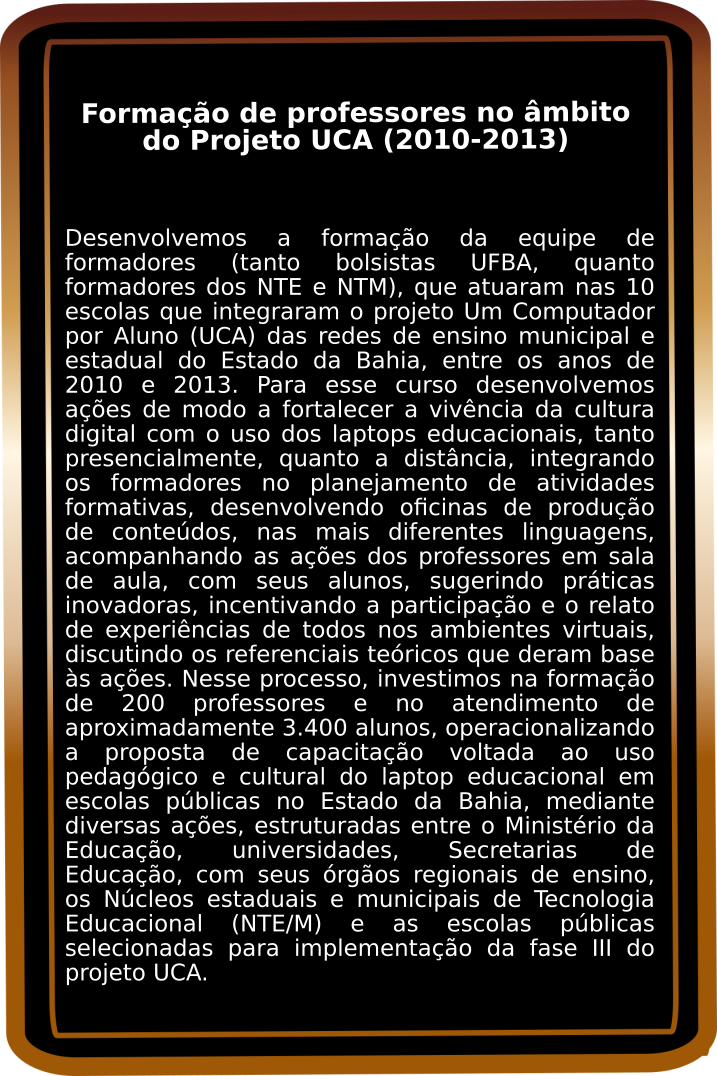 Formação de professores no âmbito
do Projeto UCA (2010-2013)
Desenvolvemos a formação da equipe de
formadores (tanto bolsistas UFBA, quanto
formadores dos NTE e NTM), que atuaram nas 10
escolas que integraram o projeto Um Computador
por Aluno (UCA) das redes de ensino municipal e
estadual do Estado da Bahia, entre os anos de
2010 e 2013. Para esse curso desenvolvemos
ações de modo a fortalecer a vivência da cultura
digital com o uso dos laptops educacionais, tanto
presencialmente, quanto a distância, integrando
os formadores no planejamento de atividades
formativas, desenvolvendo oficinas de produção
de conteúdos, nas mais diferentes linguagens,
acompanhando as ações dos professores em sala
de aula, com seus alunos, sugerindo práticas
inovadoras, incentivando a participação e o relato
de experiências de todos nos ambientes virtuais,
discutindo os referenciais teóricos que deram base
às ações. Nesse processo, investimos na formação
de 200 professores e no atendimento de
aproximadamente 3.400 alunos, operacionalizando
a proposta de capacitação voltada ao uso
pedagógico e cultural do laptop educacional em
escolas públicas no Estado da Bahia, mediante
diversas ações, estruturadas entre o Ministério da
Educação, universidades, Secretarias de
Educação, com seus órgãos regionais de ensino,
os Núcleos estaduais e municipais de Tecnologia
Educacional (NTE/M) e as escolas públicas
selecionadas para implementação da fase III do
projeto UCA.